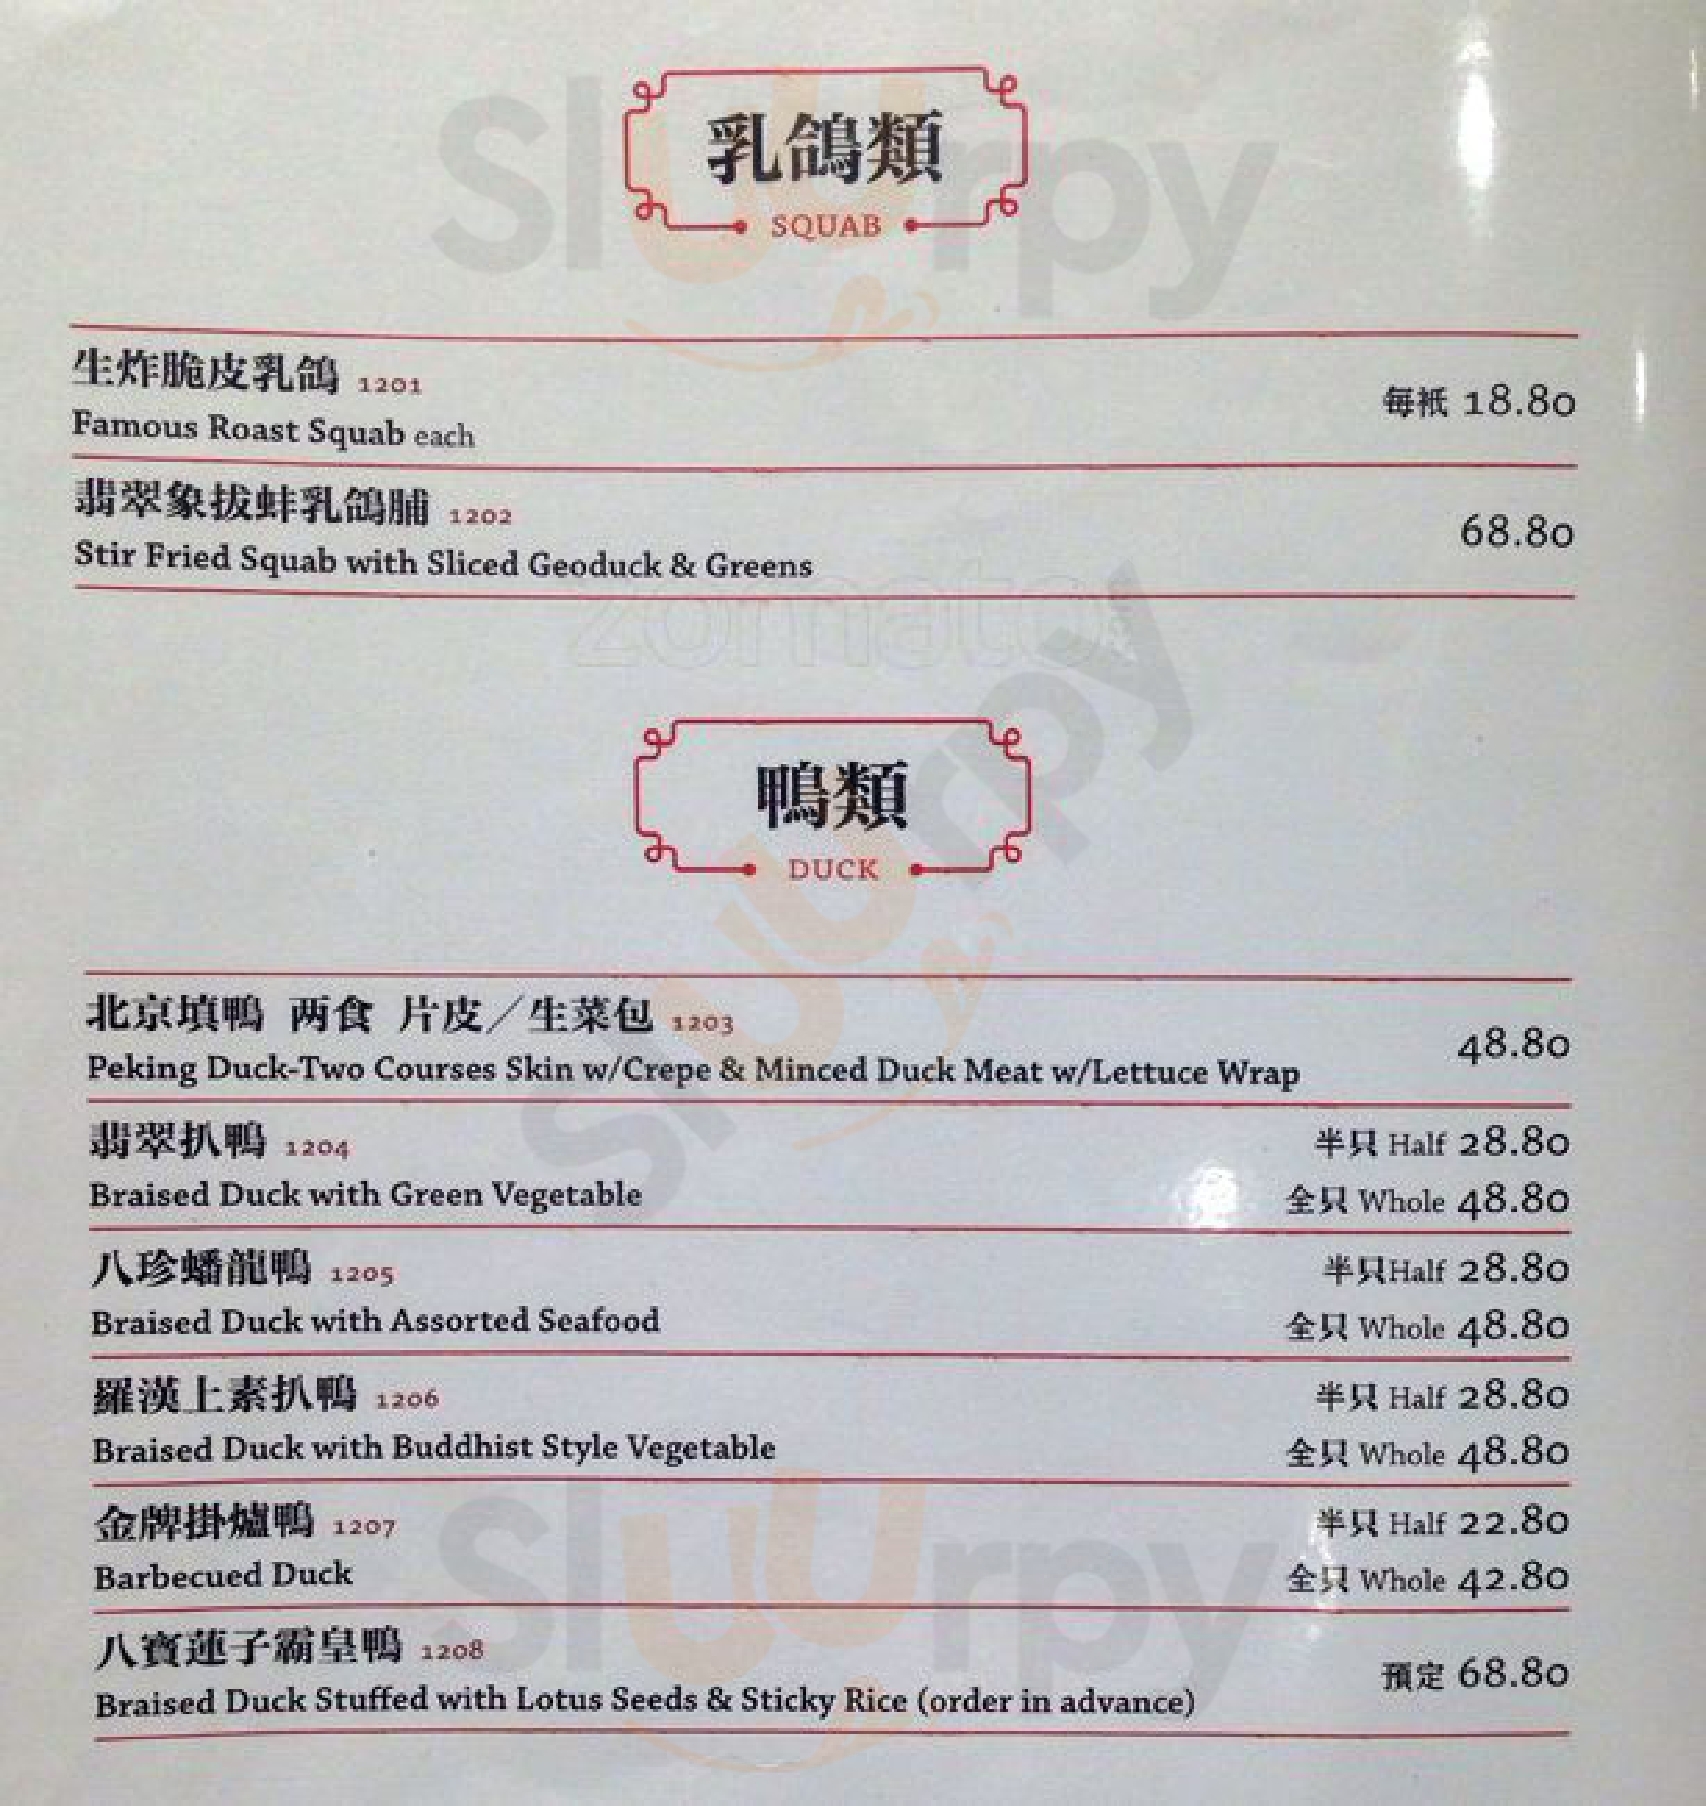 乳鴿類
SQUAB
生炸脆皮乳鴿 1201
Famous Roast Squab each
每衹 18.80
翡翠象拔蚌乳鴿脯 1202
Stir Fried Squab with Sliced Geoduck & Greens
68.80
zomato
鴨類
DUCK
北京填鴨 两食 片皮／生菜包 1203
Peking Duck-Two Courses Skin w/Crepe & Minced Duck Meat w/Lettuce Wrap
48.80
翡翠扒鴨 1204
半只 Half 28.80
Braised Duck with Green Vegetable
全只 Whole 48.80
八珍蟠龍鴨 1205
半只Half 28.80
Braised Duck with Assorted Seafood
全只 Whole 48.80
羅漢上素扒鴨 1206
半只 Half 28.80
Braised Duck with Buddhist Style Vegetable
全只 Whole 48.80
金牌掛爐鴨 1207
半只 Half 22.80
Barbecued Duck
全只 Whole 42.80
八寶蓮子霸皇鴨 1208
Braised Duck Stuffed with Lotus Seeds & Sticky Rice (order in advance)
預定 68.80
Sluurpy
Sluurpy
Sluurpy